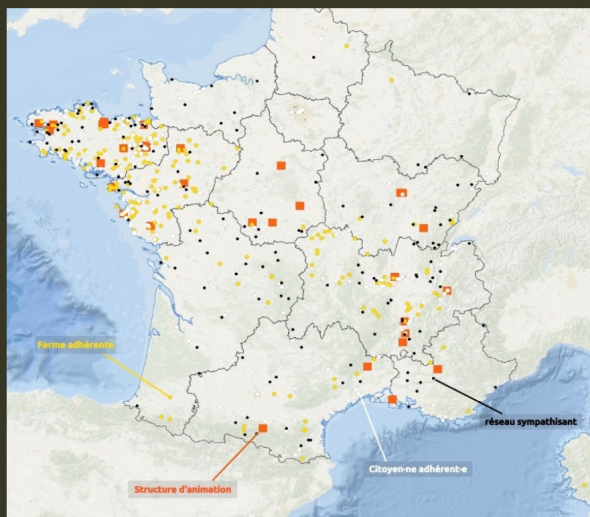 Ferme adhérente
réseau sympathisant
Citoyen·ne adhérent·e
Structure d'animation